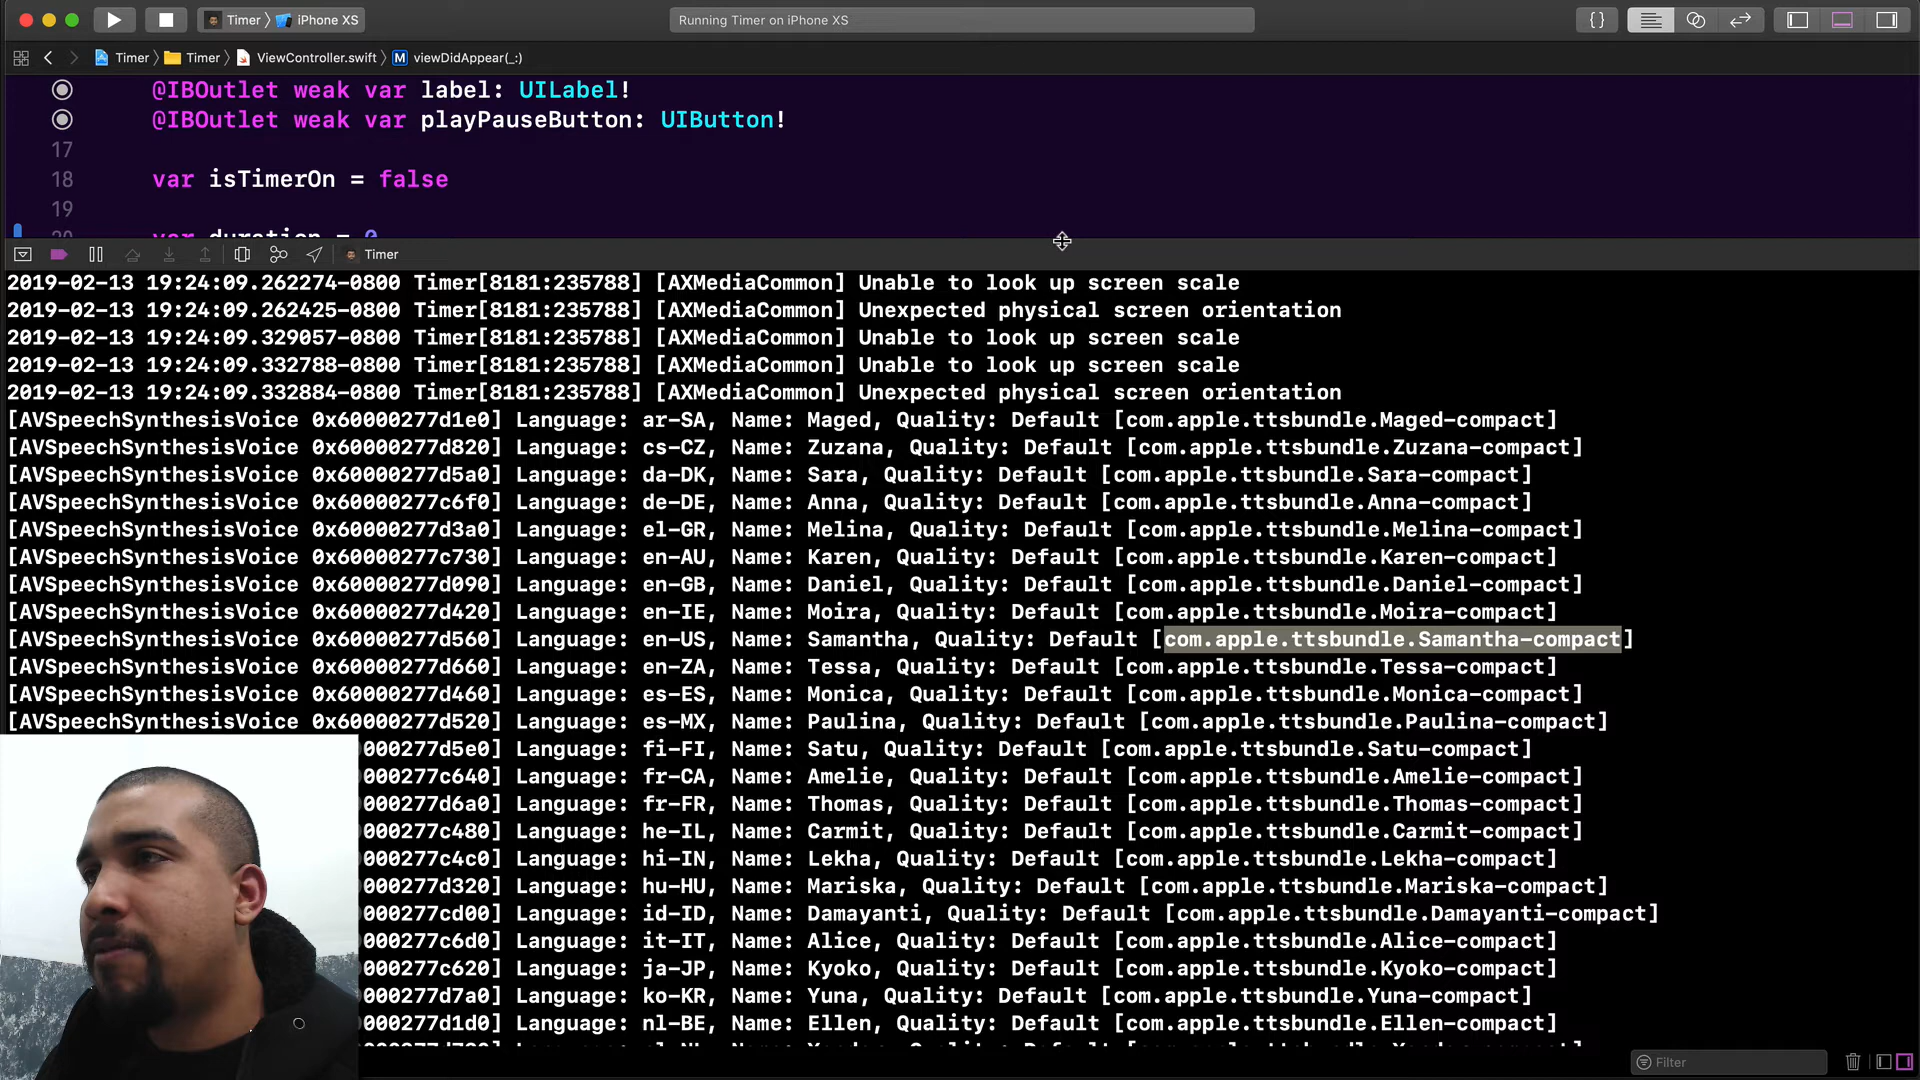 Timer 〉 iPhone XS
Running Timer on iPhone XS
{}
Timer 〉 Timer 〉 ViewController.swift 〉 M viewDidAppear(_:)
@IBOutlet weak var label: UILabel!
@IBOutlet weak var playPauseButton: UIButton!
17
18 var isTimerOn = false
19
20 var duration = 0
Timer
2019-02-13 19:24:09.262274-0800 Timer[8181:235788] [AXMediaCommon] Unable to look up screen scale
2019-02-13 19:24:09.262425-0800 Timer[8181:235788] [AXMediaCommon] Unexpected physical screen orientation
2019-02-13 19:24:09.329057-0800 Timer[8181:235788] [AXMediaCommon] Unable to look up screen scale
2019-02-13 19:24:09.332788-0800 Timer[8181:235788] [AXMediaCommon] Unable to look up screen scale
2019-02-13 19:24:09.332884-0800 Timer[8181:235788] [AXMediaCommon] Unexpected physical screen orientation
[AVSpeechSynthesisVoice 0x60000277d1e0] Language: ar-SA, Name: Maged, Quality: Default [com.apple.ttsbundle.Maged-compact]
[AVSpeechSynthesisVoice 0x60000277d820] Language: cs-CZ, Name: Zuzana, Quality: Default [com.apple.ttsbundle.Zuzana-compact]
[AVSpeechSynthesisVoice 0x60000277d5a0] Language: da-DK, Name: Sara, Quality: Default [com.apple.ttsbundle.Sara-compact]
[AVSpeechSynthesisVoice 0x60000277c6f0] Language: de-DE, Name: Anna, Quality: Default [com.apple.ttsbundle.Anna-compact]
[AVSpeechSynthesisVoice 0x60000277d3a0] Language: el-GR, Name: Melina, Quality: Default [com.apple.ttsbundle.Melina-compact]
[AVSpeechSynthesisVoice 0x60000277c730] Language: en-AU, Name: Karen, Quality: Default [com.apple.ttsbundle.Karen-compact]
[AVSpeechSynthesisVoice 0x60000277d090] Language: en-GB, Name: Daniel, Quality: Default [com.apple.ttsbundle.Daniel-compact]
[AVSpeechSynthesisVoice 0x60000277d420] Language: en-IE, Name: Moira, Quality: Default [com.apple.ttsbundle.Moira-compact]
[AVSpeechSynthesisVoice 0x60000277d560] Language: en-US, Name: Samantha, Quality: Default [com.apple.ttsbundle.Samantha-compact]
[AVSpeechSynthesisVoice 0x60000277d660] Language: en-ZA, Name: Tessa, Quality: Default [com.apple.ttsbundle.Tessa-compact]
[AVSpeechSynthesisVoice 0x60000277d460] Language: es-ES, Name: Monica, Quality: Default [com.apple.ttsbundle.Monica-compact]
[AVSpeechSynthesisVoice 0x60000277d520] Language: es-MX, Name: Paulina, Quality: Default [com.apple.ttsbundle.Paulina-compact]
00000277d5e0] Language: fi-FI, Name: Satu, Quality: Default [com.apple.ttsbundle.Satu-compact]
00000277c640] Language: fr-CA, Name: Amelie, Quality: Default [com.apple.ttsbundle.Amelie-compact]
00000277d6a0] Language: fr-FR, Name: Thomas, Quality: Default [com.apple.ttsbundle.Thomas-compact]
00000277c480] Language: he-IL, Name: Carmit, Quality: Default [com.apple.ttsbundle.Carmit-compact]
00000277c4c0] Language: hi-IN, Name: Lekha, Quality: Default [com.apple.ttsbundle.Lekha-compact]
00000277d320] Language: hu-HU, Name: Mariska, Quality: Default [com.apple.ttsbundle.Mariska-compact]
00000277cd00] Language: id-ID, Name: Damayanti, Quality: Default [com.apple.ttsbundle.Damayanti-compact]
00000277c6d0] Language: it-IT, Name: Alice, Quality: Default [com.apple.ttsbundle.Alice-compact]
00000277c620] Language: ja-JP, Name: Kyoko, Quality: Default [com.apple.ttsbundle.Kyoko-compact]
00000277d7a0] Language: ko-KR, Name: Yuna, Quality: Default [com.apple.ttsbundle.Yuna-compact]
00000277d1d0] Language: nl-BE, Name: Ellen, Quality: Default [com.apple.ttsbundle.Ellen-compact]
Filter